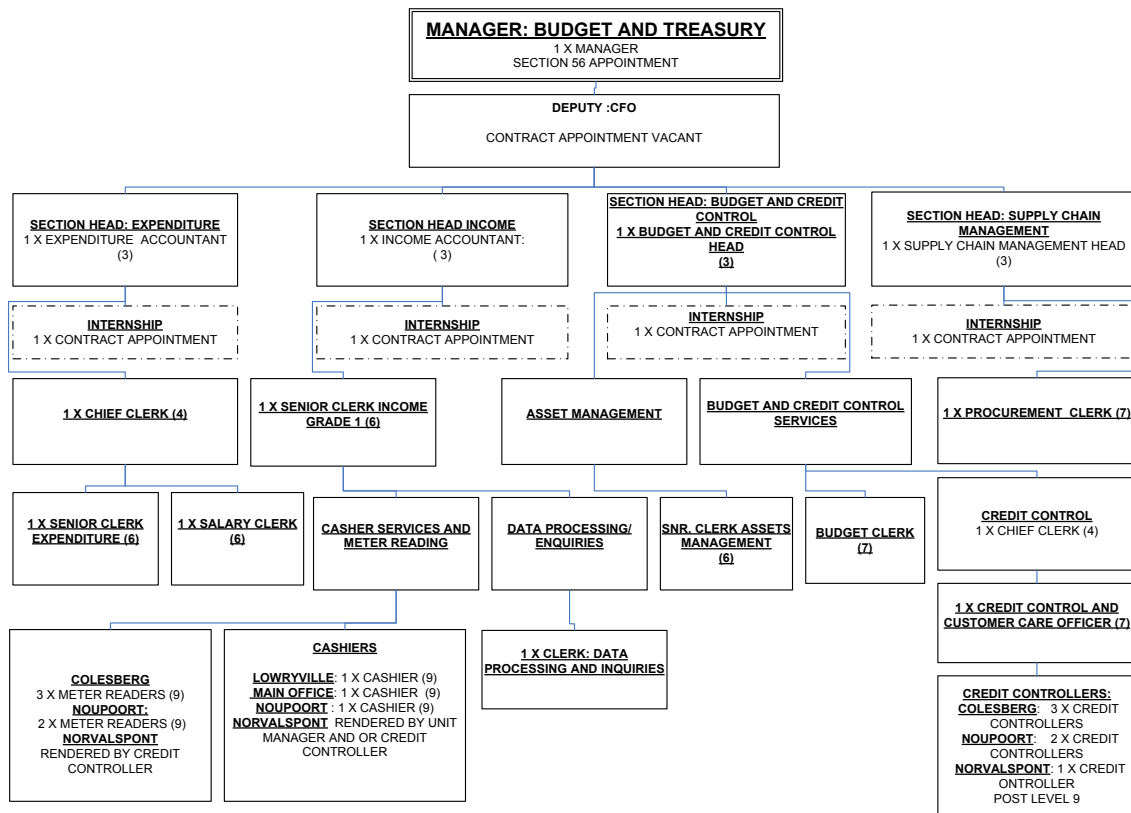 MANAGER: BUDGET AND TREASURY
1 X MANAGER
SECTION 56 APPOINTMENT
DEPUTY :CFO
CONTRACT APPOINTMENT VACANT
SECTION HEAD: EXPENDITURE
1 X EXPENDITURE ACCOUNTANT
(3)
SECTION HEAD INCOME
1 X INCOME ACCOUNTANT:
( 3)
SECTION HEAD: BUDGET AND CREDIT
CONTROL
1 X BUDGET AND CREDIT CONTROL
HEAD
(3)
SECTION HEAD: SUPPLY CHAIN
MANAGEMENT
1 X SUPPLY CHAIN MANAGEMENT HEAD
(3)
INTERNSHIP
1 X CONTRACT APPOINTMENT
INTERNSHIP
1 X CONTRACT APPOINTMENT
INTERNSHIP
1 X CONTRACT APPOINTMENT
INTERNSHIP
1 X CONTRACT APPOINTMENT
1 X CHIEF CLERK (4)
1 X SENIOR CLERK INCOME
GRADE 1 (6)
ASSET MANAGEMENT
BUDGET AND CREDIT CONTROL
SERVICES
1 X PROCUREMENT CLERK (7)
1 X SENIOR CLERK
EXPENDITURE (6)
1 X SALARY CLERK
(6)
CASHER SERVICES AND
METER READING
DATA PROCESSING/
ENQUIRIES
SNR. CLERK ASSETS
MANAGEMENT
(6)
BUDGET CLERK
(7)
CREDIT CONTROL
1 X CHIEF CLERK (4)
1 X CREDIT CONTROL AND
CUSTOMER CARE OFFICER (7)
COLESBERG
3 X METER READERS (9)
NOUPOORT:
2 X METER READERS (9)
NORVALSPONT
RENDERED BY CREDIT
CONTROLLER
CASHIERS
LOWRYVILLE: 1 X CASHIER (9)
MAIN OFFICE: 1 X CASHIER (9)
NOUPOORT : 1 X CASHIER (9)
NORVALSPONT RENDERED BY UNIT
MANAGER AND OR CREDIT
CONTROLLER
1 X CLERK: DATA
PROCESSING AND INQUIRIES
CREDIT CONTROLLERS:
COLESBERG: 3 X CREDIT
CONTROLLERS
NOUPOORT: 2 X CREDIT
CONTROLLERS
NORVALSPONT: 1 X CREDIT
ONTROLLER
POST LEVEL 9